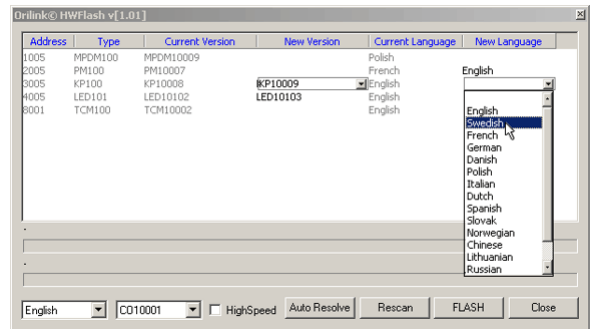 Orilink© HWFlash v[1.01]
Address Type Current Version New Version Current Language New Language
1005 MPDM100 MPDM10009 Polish
2005 PM100 PM10007 French English
3005 KP100 KP10008 KP10009 English
4005 LED101 LED10102 LED10103 English
8001 TCM100 TCM10002 English
English
Swedish
French
German
Danish
Polish
Italian
Dutch
Spanish
Slovak
Norwegian
Chinese
Lithuanian
Russian
English CO10001 HighSpeed Auto Resolve Rescan FLASH Close